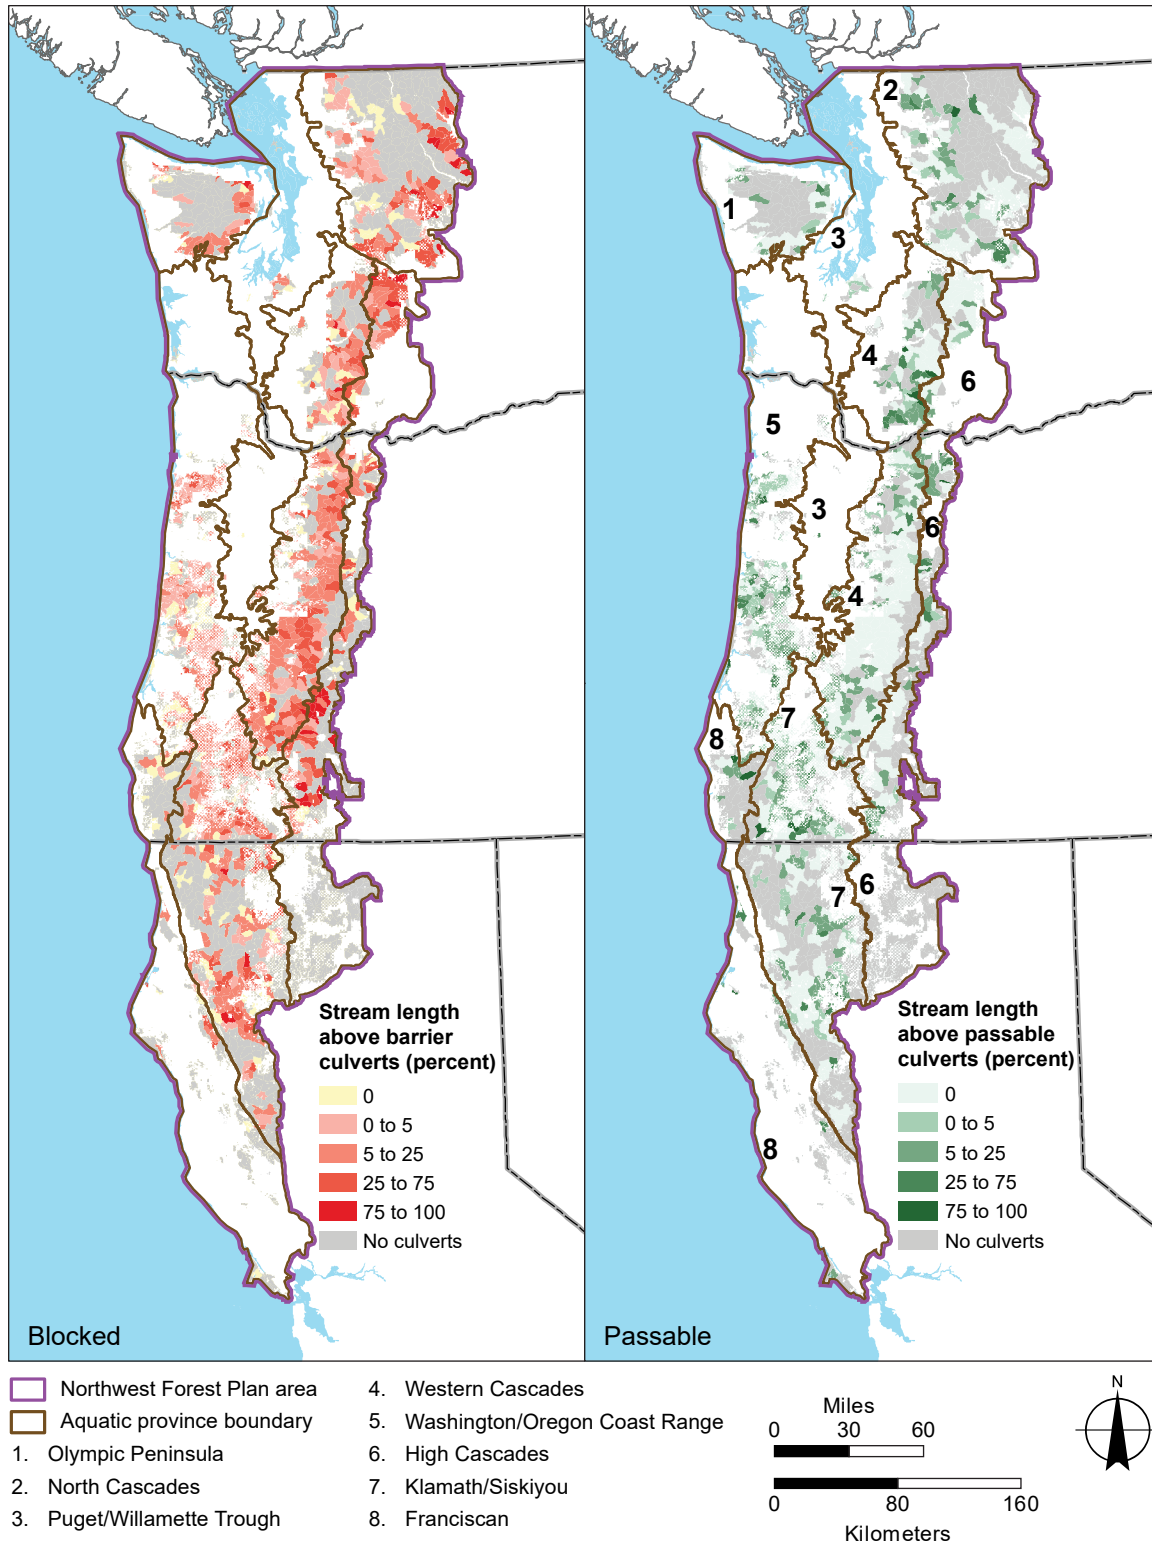 2
1
3
4
6
5
3
6
4
7
8
7
6
8
Stream length
above barrier
culverts (percent)
0
0 to 5
5 to 25
25 to 75
75 to 100
No culverts
Stream length
above passable
culverts (percent)
0
0 to 5
5 to 25
25 to 75
75 to 100
No culverts
Blocked
Passable
Northwest Forest Plan area
Aquatic province boundary
1. Olympic Peninsula
2. North Cascades
3. Puget/Willamette Trough
4. Western Cascades
5. Washington/Oregon Coast Range
6. High Cascades
7. Klamath/Siskiyou
8. Franciscan
Miles
0 30 60
0 80 160
Kilometers
N